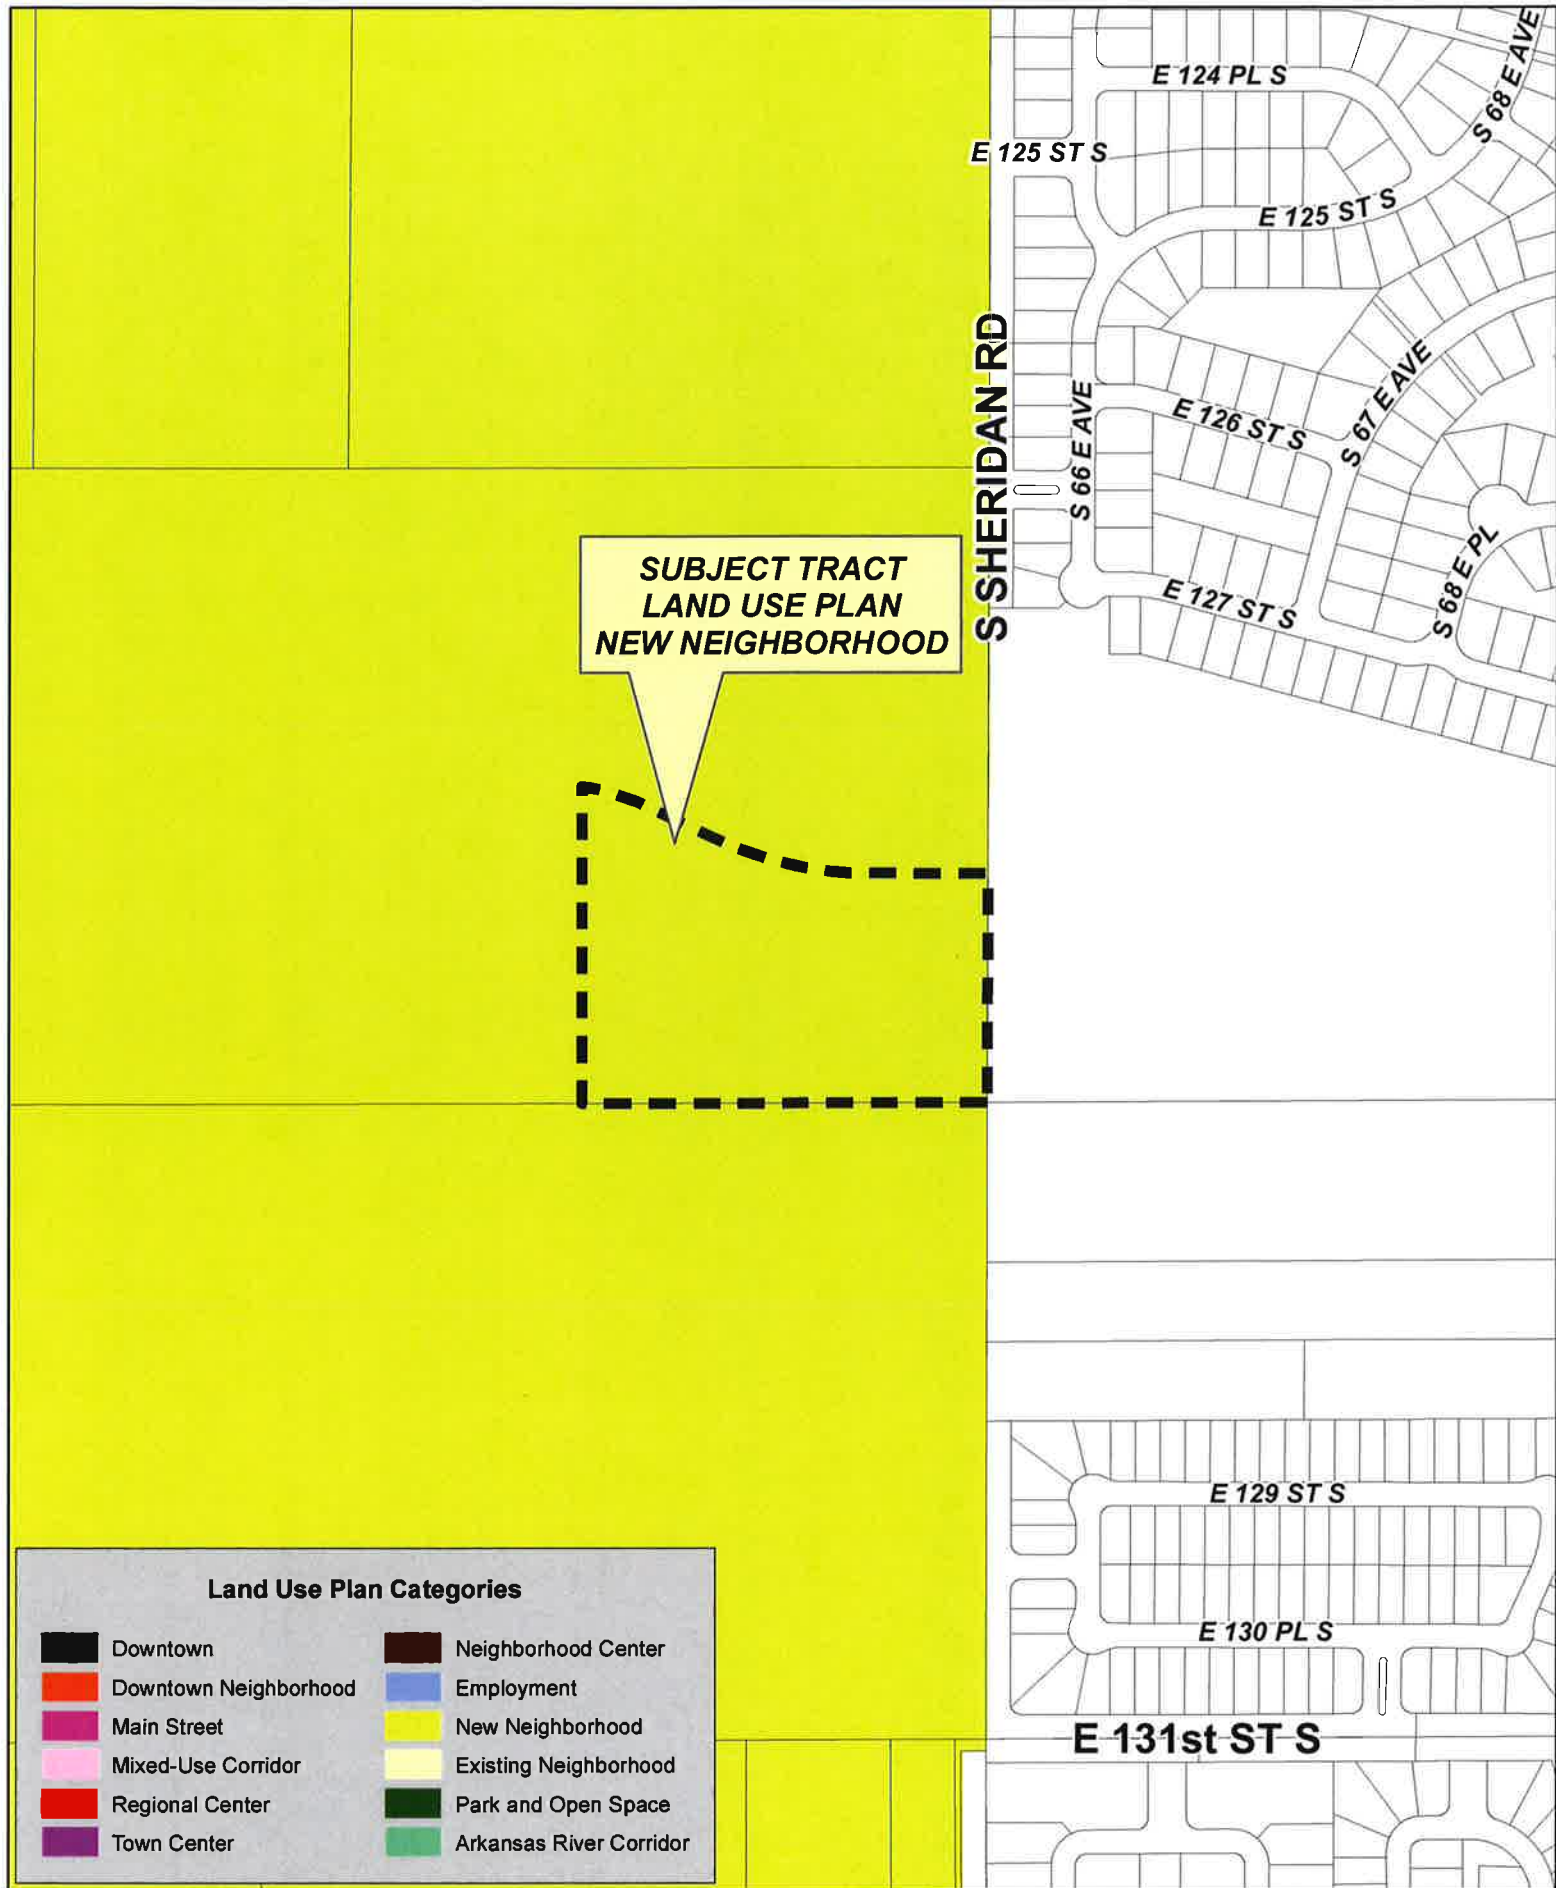 E 124 PL S
S 68 E AVE
E 125 ST S
E 125 ST S
S SHERIDAN RD
S 66 E AVE
E 126 ST S
S 67 E AVE
S 68 E PL
E 127 ST S
SUBJECT TRACT
LAND USE PLAN
NEW NEIGHBORHOOD
E 129 ST S
E 130 PL S
E 131st ST S
Land Use Plan Categories
Downtown
Downtown Neighborhood
Main Street
Mixed-Use Corridor
Regional Center
Town Center
Neighborhood Center
Employment
New Neighborhood
Existing Neighborhood
Park and Open Space
Arkansas River Corridor